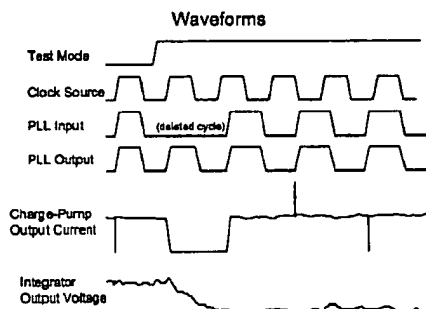 Waveforms
Test Mode
Clock Source
PLL Input
(deleted cycle)
PLL Output
Charge-Pump
Output Current
Integrator
Output Voltage